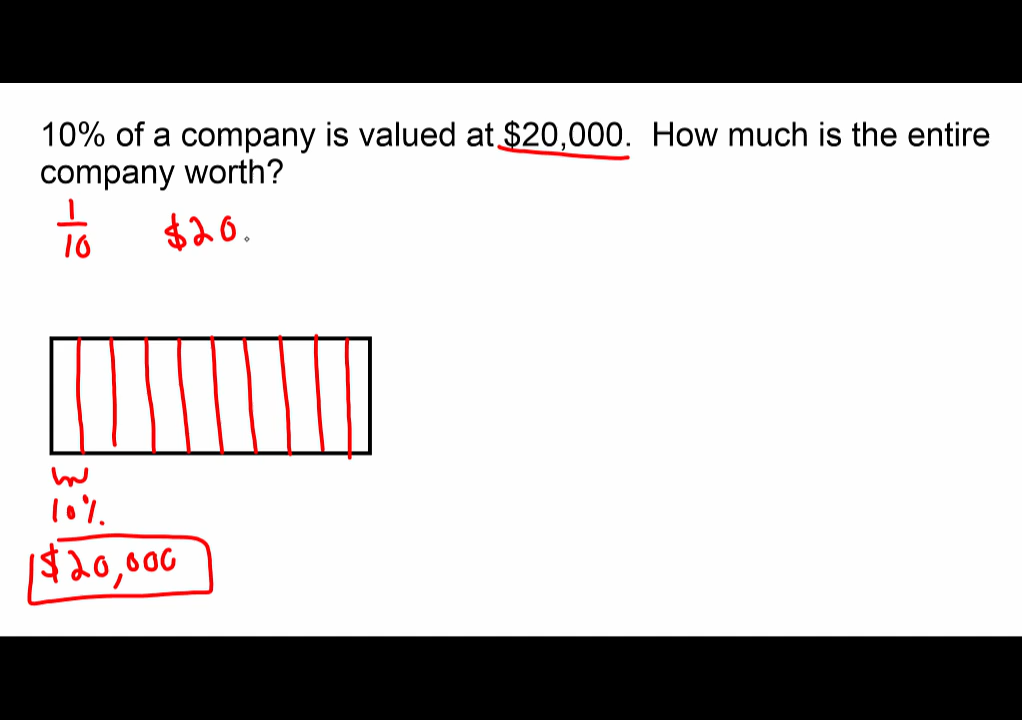 10% of a company is valued at $20,000. How much is the entire
company worth?
1/10 $20.
10%
$20,000